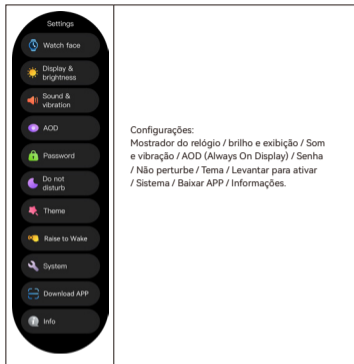 Settings
Watch face
Display &
brightness
Sound &
vibration
AOD
Password
Do not
disturb
Theme
Raise to Wake
System
Download APP
Info
Configurações:
Mostrador do relógio / brilho e exibição / Som
e vibração / AOD (Always On Display) / Senha
/ Não perturbe / Tema / Levantar para ativar
/ Sistema / Baixar APP / Informações.